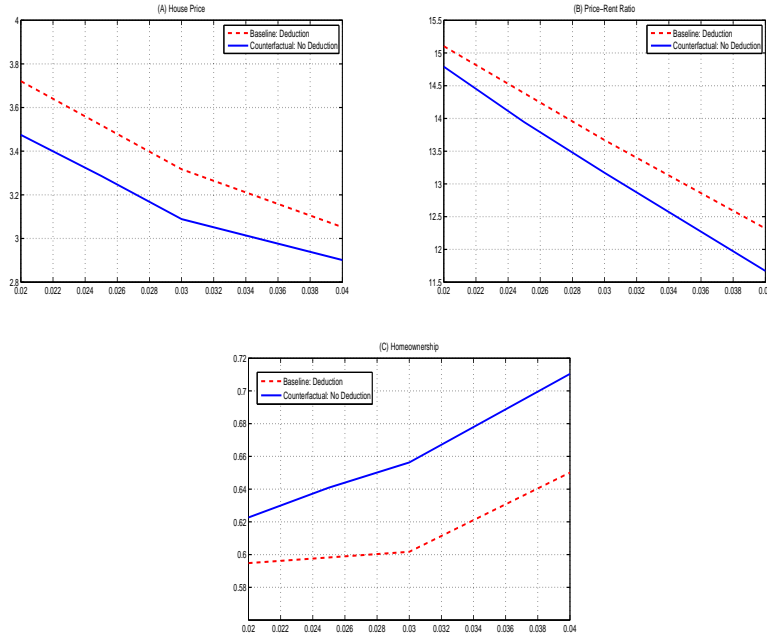 (A) House Price
4
3.8
3.6
3.4
3.2
3
2.8
0.02 0.022 0.024 0.026 0.028 0.03 0.032 0.034 0.036 0.038 0.04
Baseline: Deduction
Counterfactual: No Deduction
(B) Price−Rent Ratio
15.5
15
14.5
14
13.5
13
12.5
12
11.5
0.02 0.022 0.024 0.026 0.028 0.03 0.032 0.034 0.036 0.038
Baseline: Deduction
Counterfactual: No Deduction
(C) Homeownership
0.72
0.7
0.68
0.66
0.64
0.62
0.6
0.58
0.02 0.022 0.024 0.026 0.028 0.03 0.032 0.034 0.036 0.038 0.04
Baseline: Deduction
Counterfactual: No Deduction